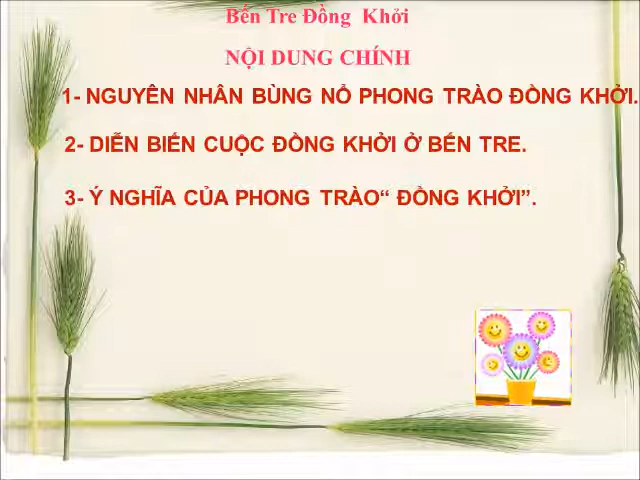 Bến Tre Đồng Khởi
NỘI DUNG CHÍNH
1- NGUYÊN NHÂN BÙNG NỔ PHONG TRÀO ĐỒNG KHỞI.
2- DIỄN BIẾN CUỘC ĐỒNG KHỞI Ở BẾN TRE.
3- Ý NGHĨA CỦA PHONG TRÀO“ ĐỒNG KHỞI”.